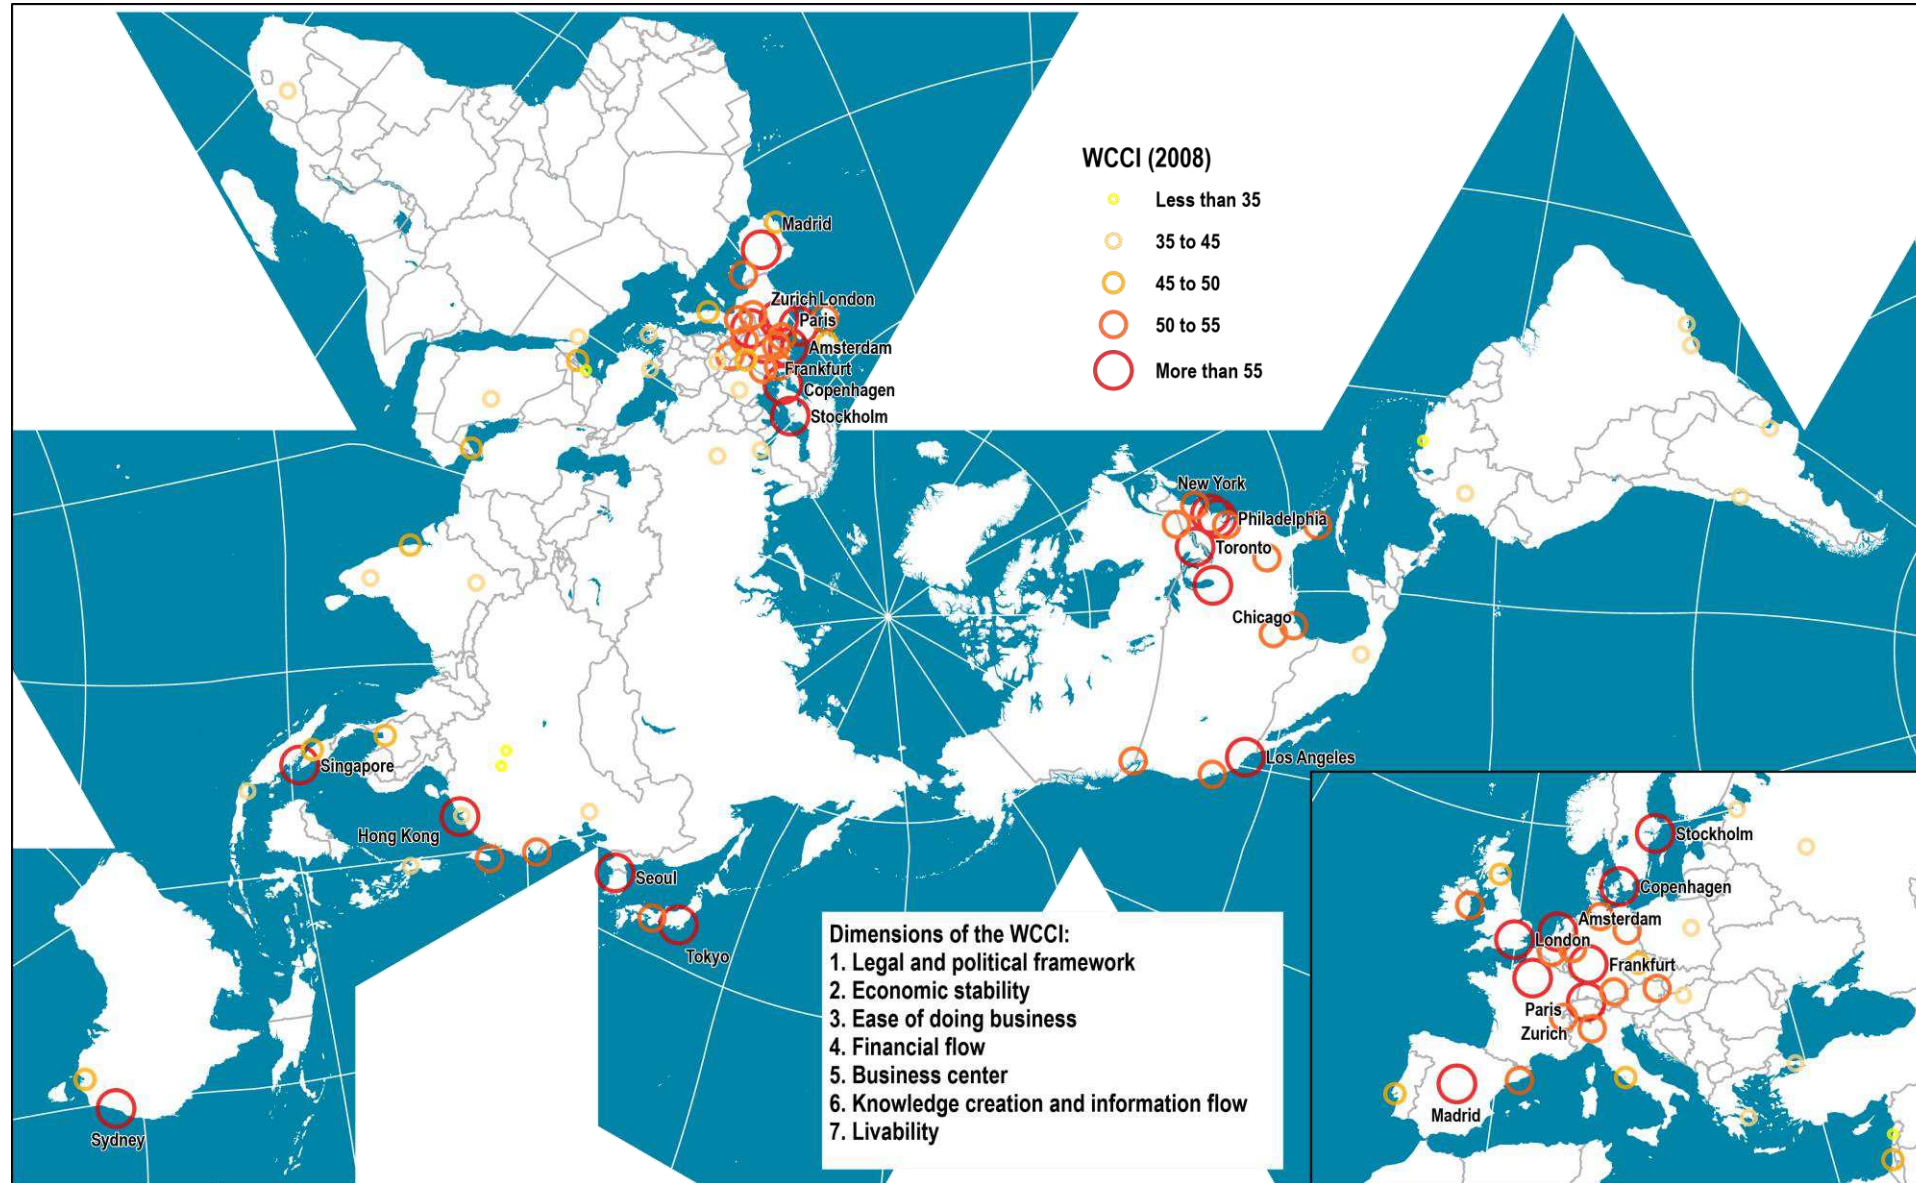 WCCI (2008)
Less than 35
35 to 45
45 to 50
50 to 55
More than 55
Madrid
Zurich London
Paris
Amsterdam
Frankfurt
Copenhagen
Stockholm
New York
Philadelphia
Toronto
Chicago
Los Angeles
Singapore
Hong Kong
Seoul
Tokyo
Sydney
Dimensions of the WCCI:
1. Legal and political framework
2. Economic stability
3. Ease of doing business
4. Financial flow
5. Business center
6. Knowledge creation and information flow
7. Livability
Stockholm
Copenhagen
Amsterdam
London
Frankfurt
Paris
Zurich
Madrid